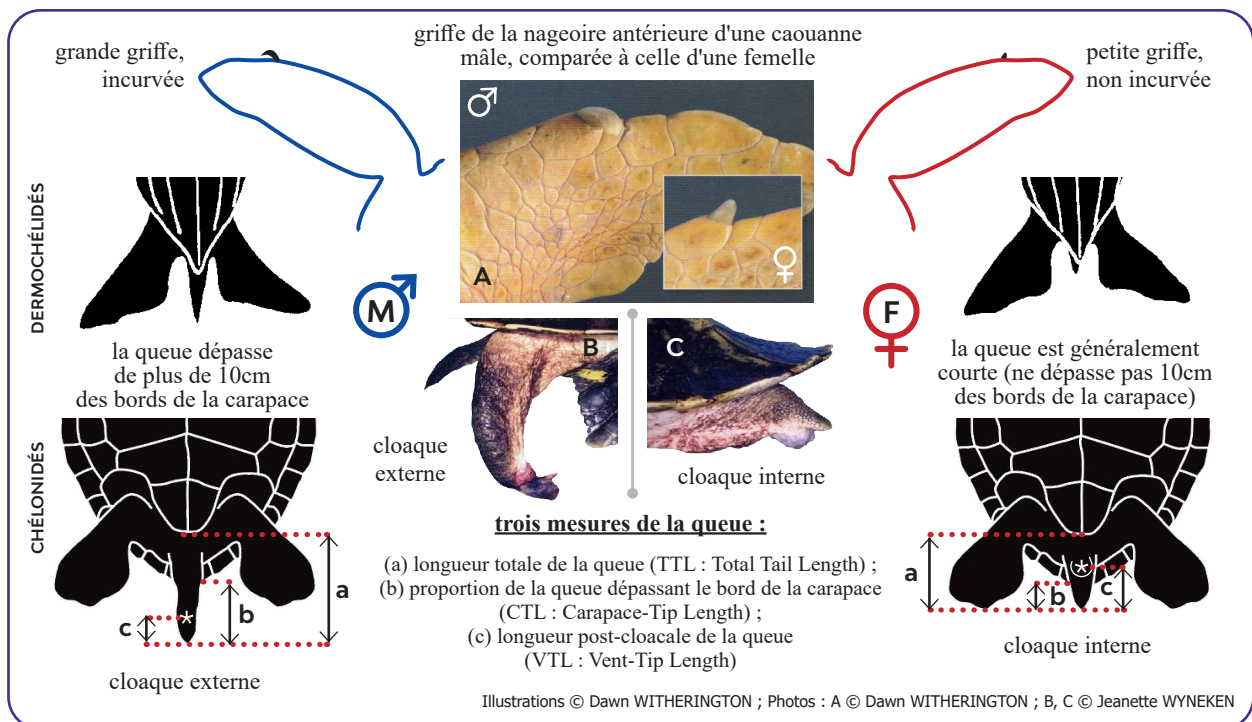 grande griffe,
incurvée
griffe de la nageoire antérieure d'une caouanne
mâle, comparée à celle d'une femelle
petite griffe,
non incurvée
♂
A
♀
DERMOCHÉLIDÉS
M
F
la queue dépasse
de plus de 10cm
des bords de la carapace
B
C
la queue est généralement
courte (ne dépasse pas 10cm
des bords de la carapace)
cloaque
externe
cloaque interne
CHÉLONIDÉS
a
b
c
*
cloaque externe
trois mesures de la queue :
(a) longueur totale de la queue (TTL : Total Tail Length) ;
(b) proportion de la queue dépassant le bord de la carapace
(CTL : Carapace-Tip Length) ;
(c) longueur post-cloacale de la queue
(VTL : Vent-Tip Length)
a
b
c
*
cloaque interne
Illustrations © Dawn WITHERINGTON ; Photos : A © Dawn WITHERINGTON ; B, C © Jeanette WYNEKEN